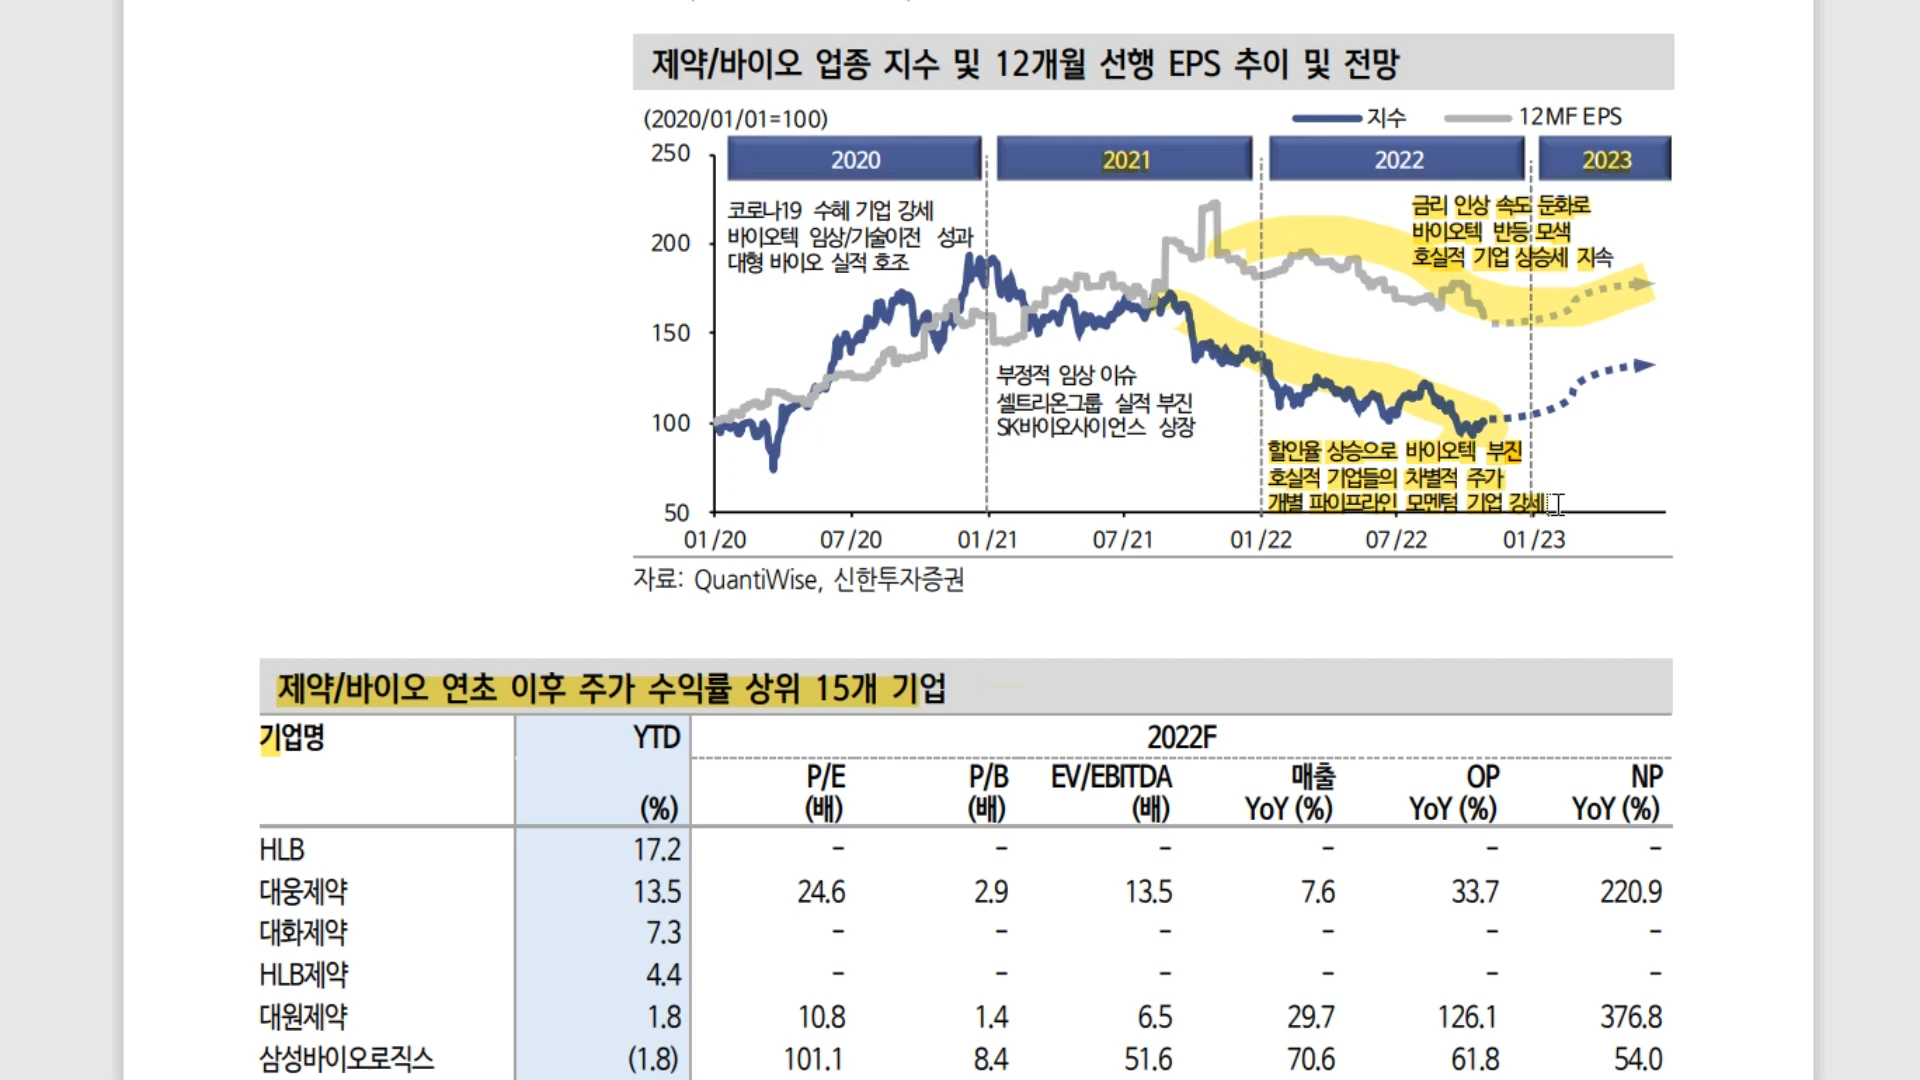 제약/바이오 업종 지수 및 12개월 선행 EPS 추이 및 전망
(2020/01/01=100)
지수
12MF EPS
250
200
150
100
50
2020
2021
2022
2023
코로나19 수혜 기업 강세
바이오텍 임상/기술이전 성과
대형 바이오 실적 호조
부정적 임상 이슈
셀트리온그룹 실적 부진
SK바이오사이언스 상장
금리 인상 속도 둔화로
바이오텍 반등 모색
호실적 기업 상승세 지속
할인율 상승으로 바이오텍 부진
호실적 기업들의 차별적 주가
개별 파이프라인 모멘텀 기업 강세
01/20 07/20 01/21 07/21 01/22 07/22 01/23
자료: QuantiWise, 신한투자증권
제약/바이오 연초 이후 주가 수익률 상위 15개 기업
기업명 YTD 2022F
P/E P/B EV/EBITDA 매출 OP NP
(%) (배) (배) (배) YoY (%) YoY (%) YoY (%)
HLB 17.2 – – – – – –
대웅제약 13.5 24.6 2.9 13.5 7.6 33.7 220.9
대화제약 7.3 – – – – – –
HLB제약 4.4 – – – – – –
대원제약 1.8 10.8 1.4 6.5 29.7 126.1 376.8
삼성바이오로직스 (1.8) 101.1 8.4 51.6 70.6 61.8 54.0